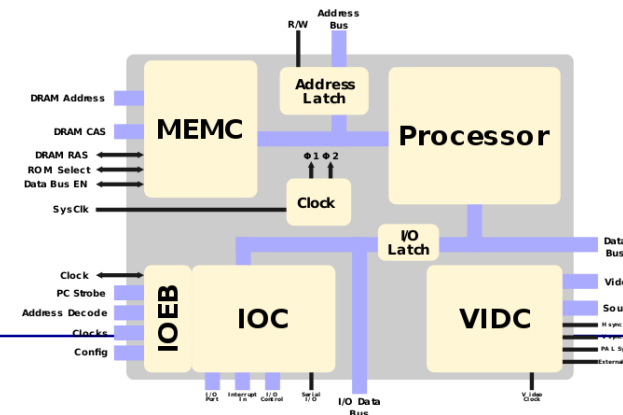 Address
Bus
R/W
Address
Latch
DRAM Address
MEMC
Processor
DRAM CAS
DRAM RAS
Φ1 Φ2
ROM Select
Data Bus EN
Clock
SysClk
I/O
Latch
Data
Bus
Clock
PC Strobe
Address Decode
Clocks
Config
IOEB
IOC
VIDC
H sync
PAL Sy
External
I/O
Port
Interrupt
In
I/O
Control
Serial
I/O
I/O Data
Bus
Video
Clock